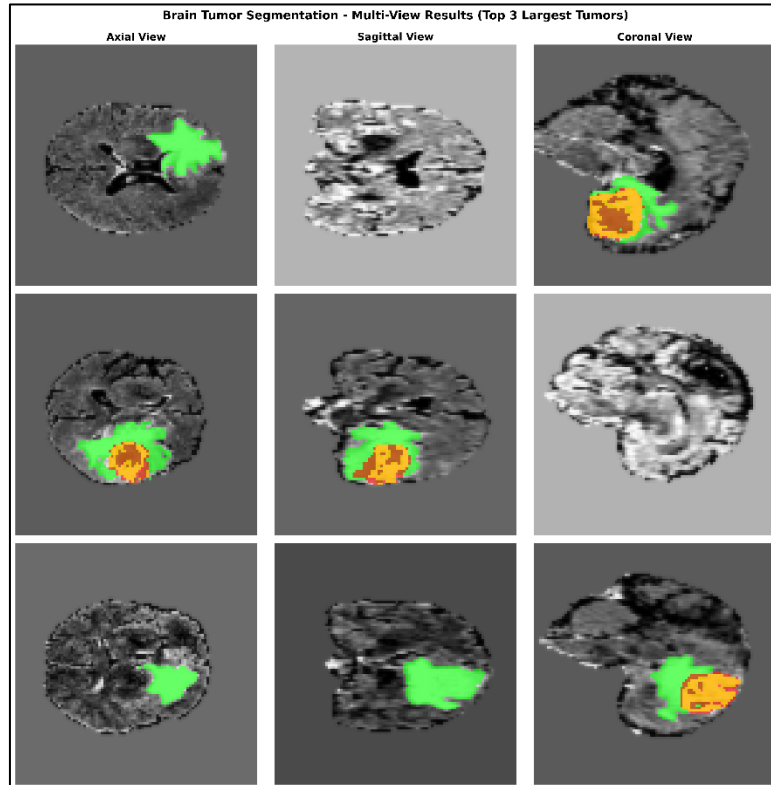 Brain Tumor Segmentation - Multi-View Results (Top 3 Largest Tumors)
Axial View
Sagittal View
Coronal View